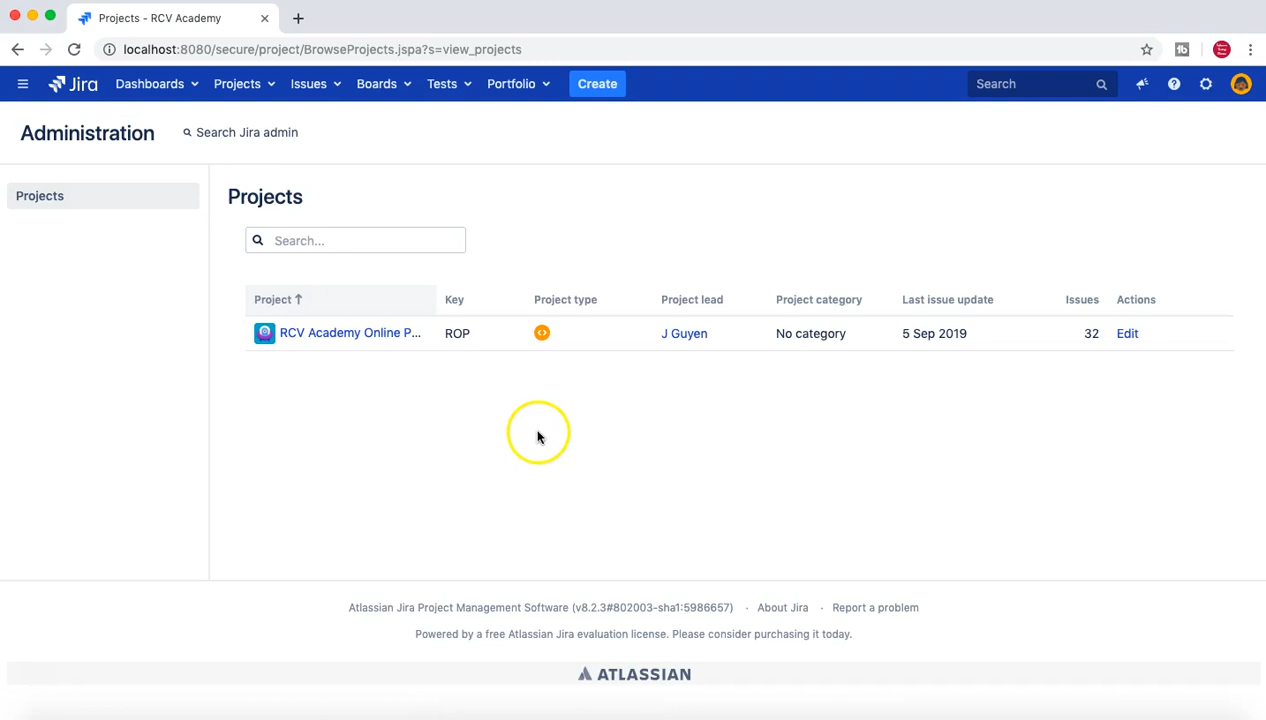 Projects - RCV Academy
localhost:8080/secure/project/BrowseProjects.jspa?s=view_projects
Jira Dashboards Projects Issues Boards Tests Portfolio Create Search
Administration Search Jira admin
Projects
Projects
Search...
Project Key Project type Project lead Project category Last issue update Issues Actions
RCV Academy Online P... ROP J Guyen No category 5 Sep 2019 32 Edit
Atlassian Jira Project Management Software (v8.2.3#802003-sha1:5986657) · About Jira · Report a problem
Powered by a free Atlassian Jira evaluation license. Please consider purchasing it today.
ATLASSIAN